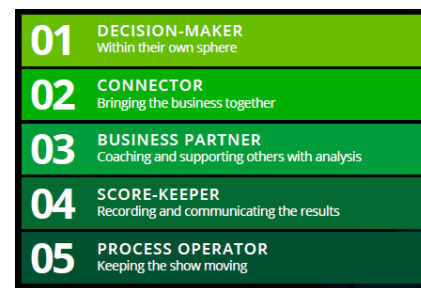 01
DECISION-MAKER
Within their own sphere
02
CONNECTOR
Bringing the business together
03
BUSINESS PARTNER
Coaching and supporting others with analysis
04
SCORE-KEEPER
Recording and communicating the results
05
PROCESS OPERATOR
Keeping the show moving